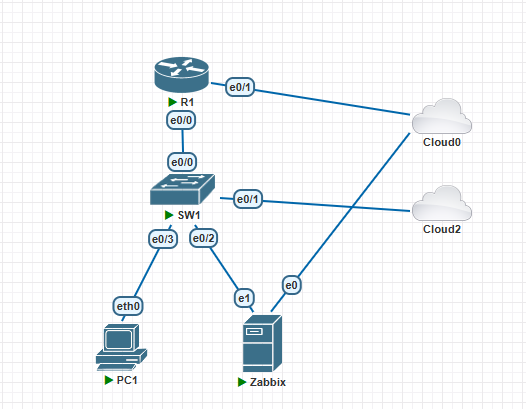 e0/1
R1
e0/0
Cloud0
e0/0
e0/1
SW1
Cloud2
e0/3
e0/2
e0
e1
eth0
PC1
Zabbix